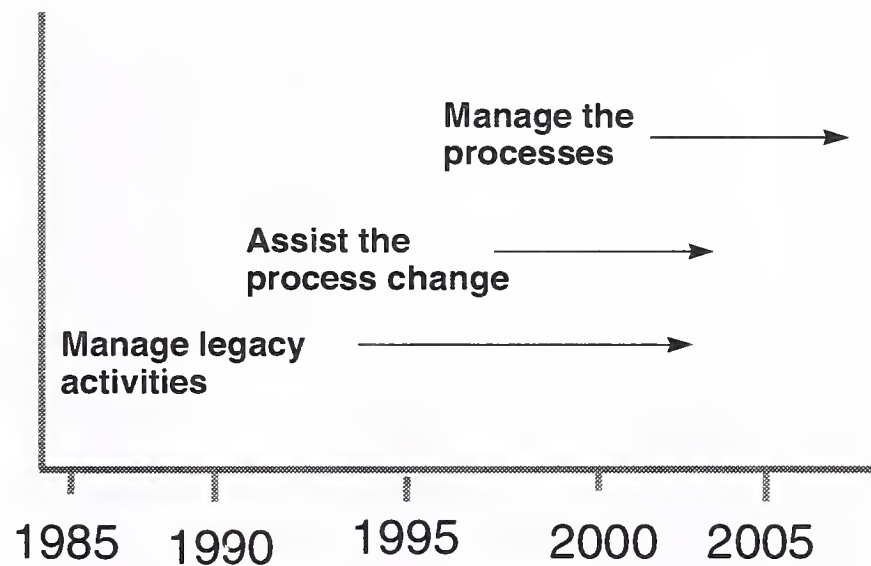 Manage the
processes
Assist the
process change
Manage legacy
activities
1985 1990 1995 2000 2005